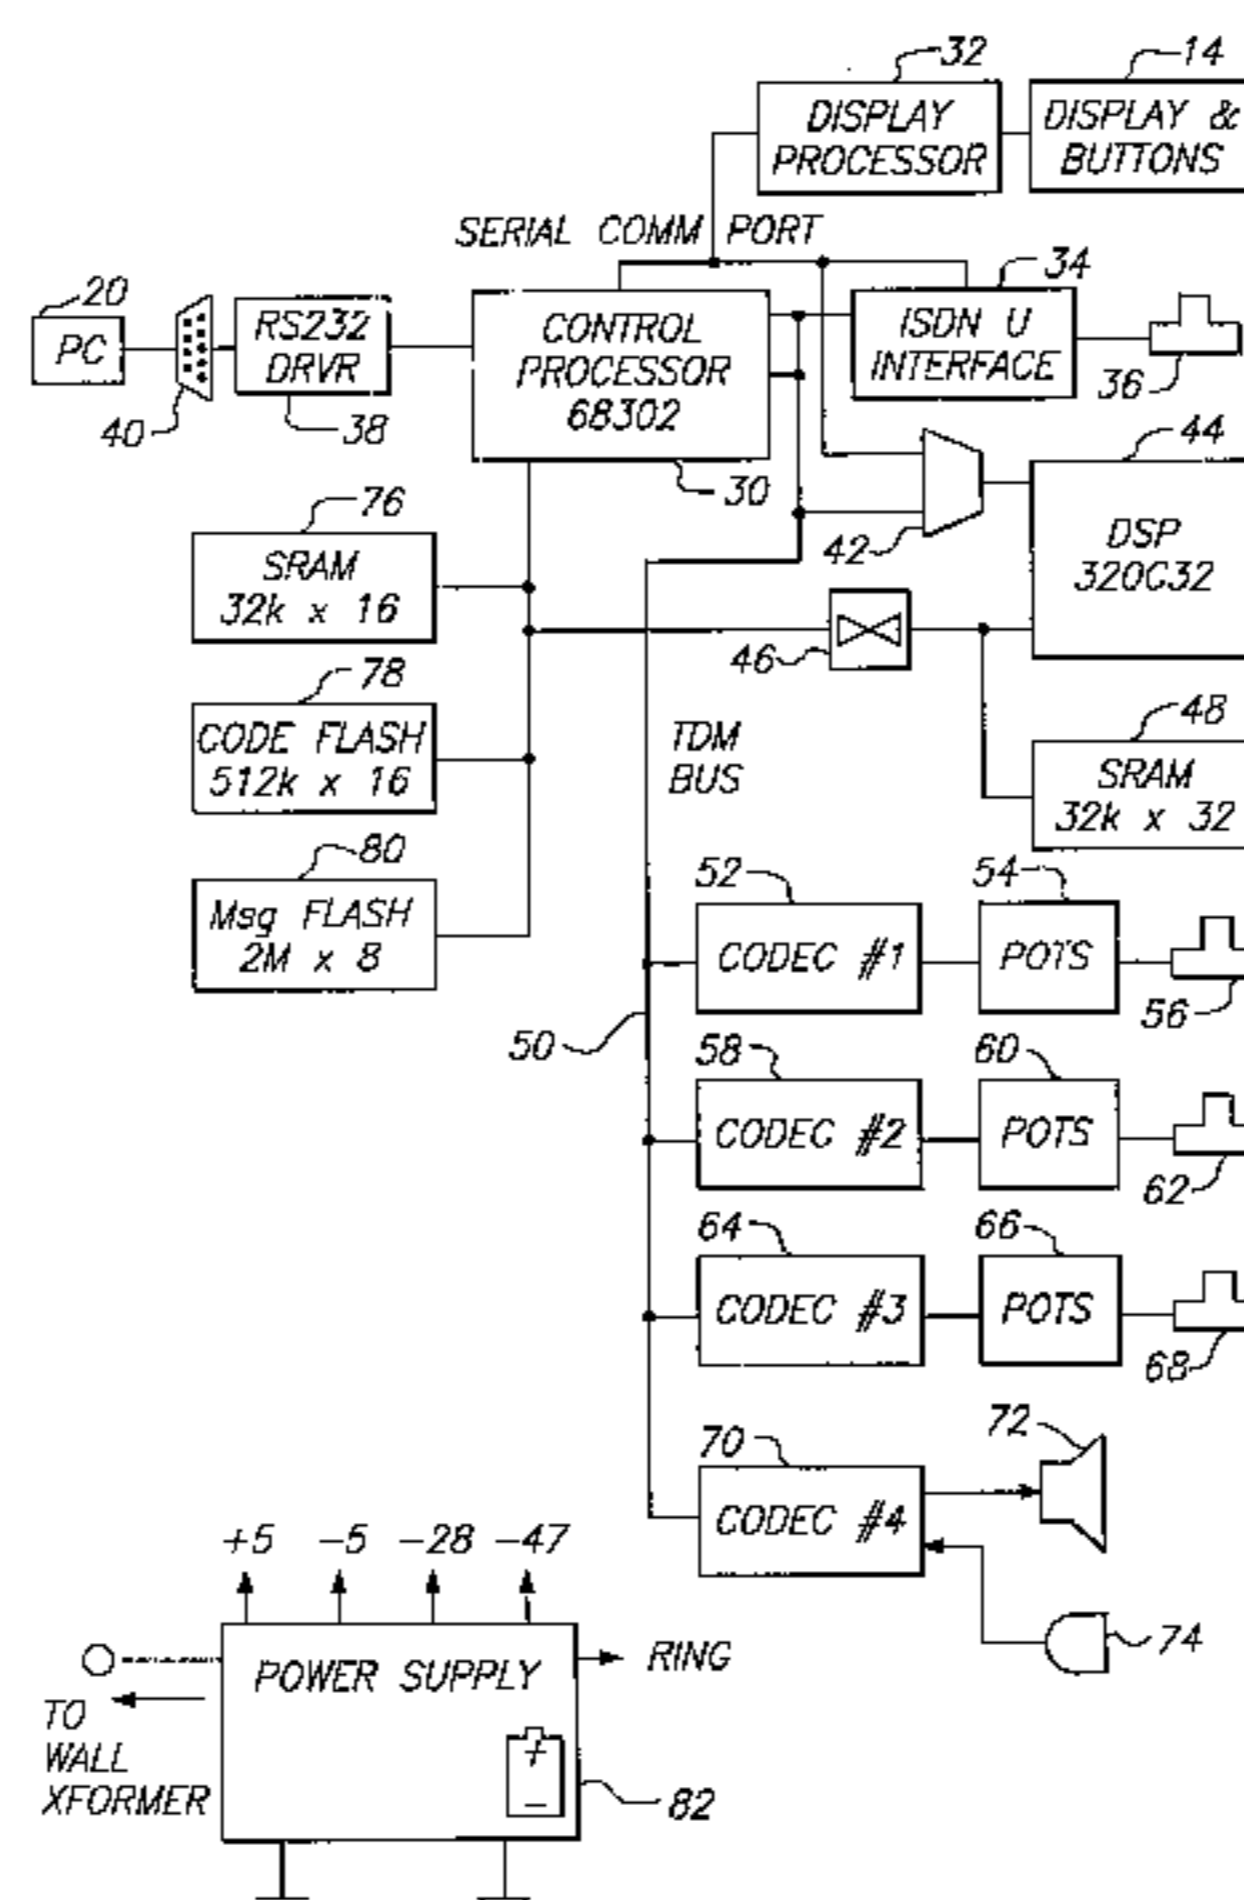 32
14
DISPLAY
PROCESSOR
DISPLAY &
BUTTONS
SERIAL COMM PORT
34
20
PC
RS232
DRVR
CONTROL
PROCESSOR
68302
ISDN U
INTERFACE
36
40
38
30
44
76
SRAM
32k x 16
42
DSP
320C32
46
78
CODE FLASH
512k x 16
TDM
BUS
48
SRAM
32k x 32
80
Msg FLASH
2M x 8
52
54
CODEC #1
POTS
56
50
58
60
CODEC #2
POTS
62
64
66
CODEC #3
POTS
68
70
72
CODEC #4
74
+5 -5 -28 -47
POWER SUPPLY
RING
TO
WALL
XFORMER
+
-
82